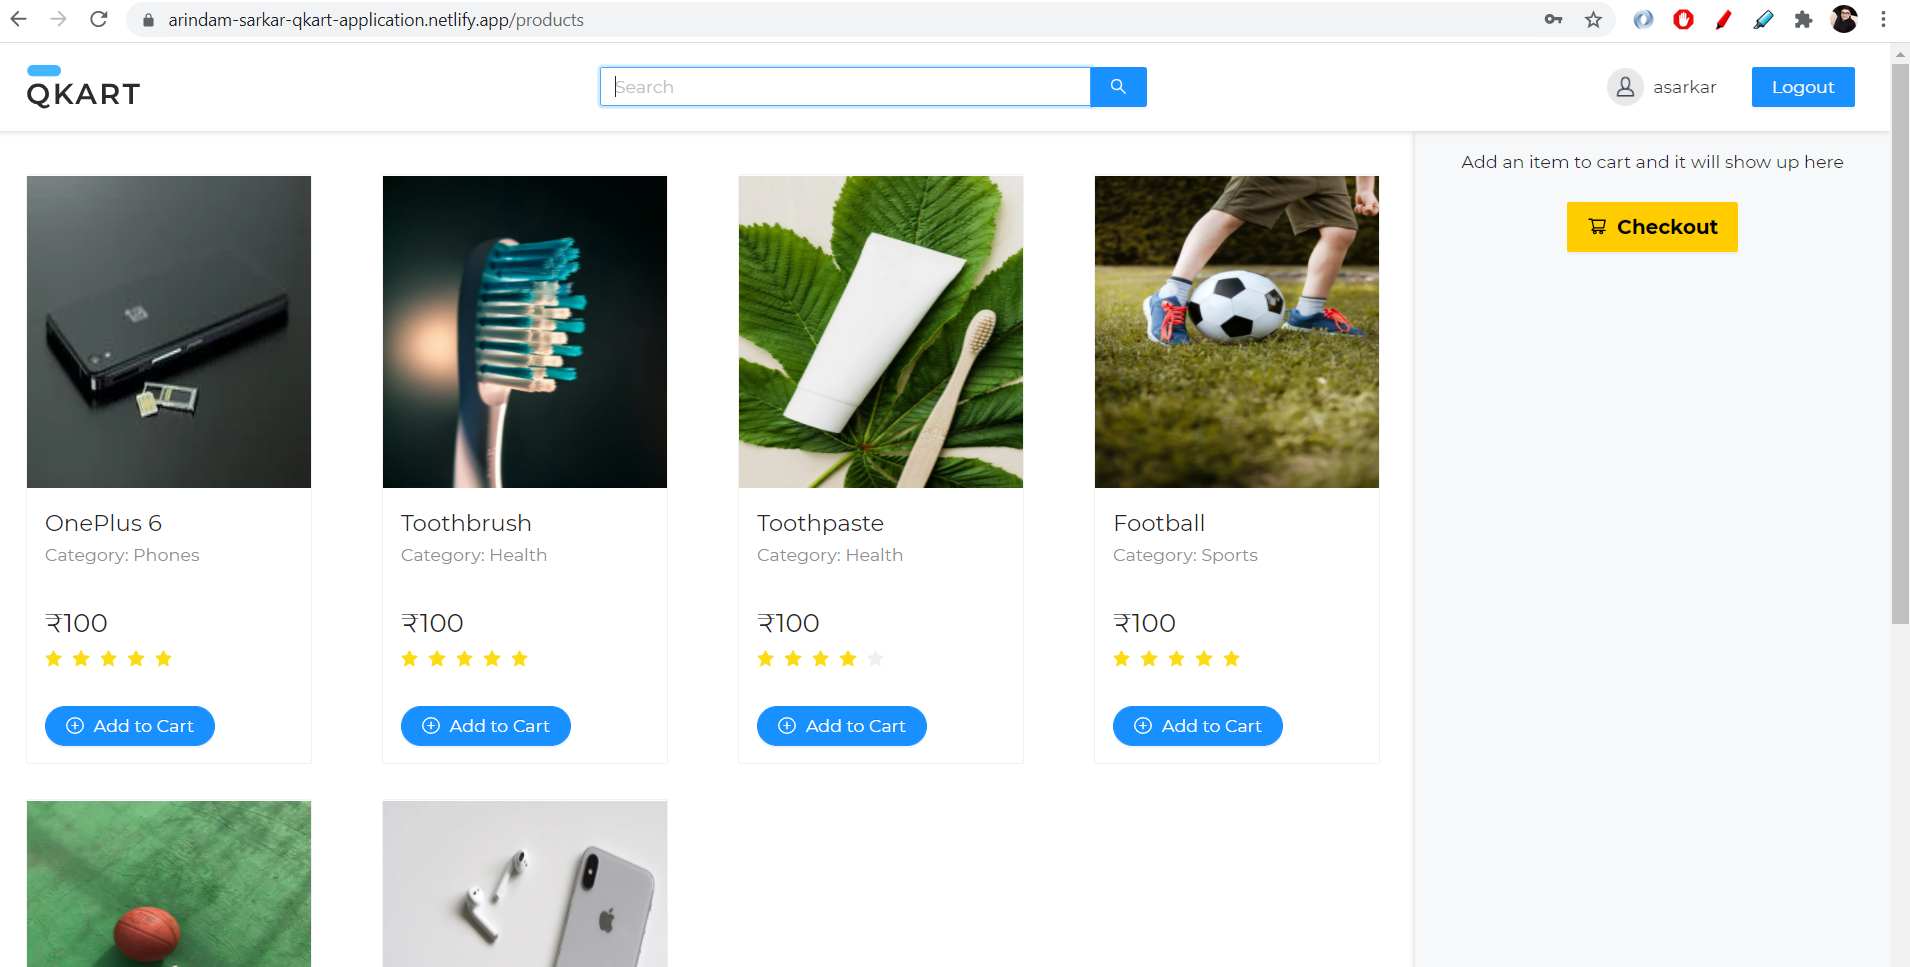 arindam-sarkar-qkart-application.netlify.app/products
QKART
Search
asarkar
Logout
Add an item to cart and it will show up here
Checkout
OnePlus 6
Category: Phones
₹100
Add to Cart
Toothbrush
Category: Health
₹100
Add to Cart
Toothpaste
Category: Health
₹100
Add to Cart
Football
Category: Sports
₹100
Add to Cart